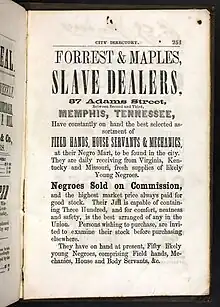 CITY DIRECTORY. 251
FORREST & MAPLES,
SLAVE DEALERS,
87 Adams Street,
Between Second and Third,
MEMPHIS, TENNESSEE,
Have constantly on hand the best selected as-
sortment of
FIELD HANDS, HOUSE SERVANTS & MECHANICS,
at their Negro Mart, to be found in the city.
They are daily receiving from Virginia, Ken-
tucky and Missouri, fresh supplies of likely
Young Negroes.
Negroes Sold on Commission,
and the highest market price always paid for
good stock. Their Jail is capable of contain-
ing Three Hundred, and for comfort, neatness
and safety, is the best arranged of any in the
Union. Persons wishing to purchase, are in-
vited to examine their stock before purchasing
elsewhere.
They have on hand at present, Fifty likely
young Negroes, comprising Field hands, Me-
chanics, House and Body Servants, &c.